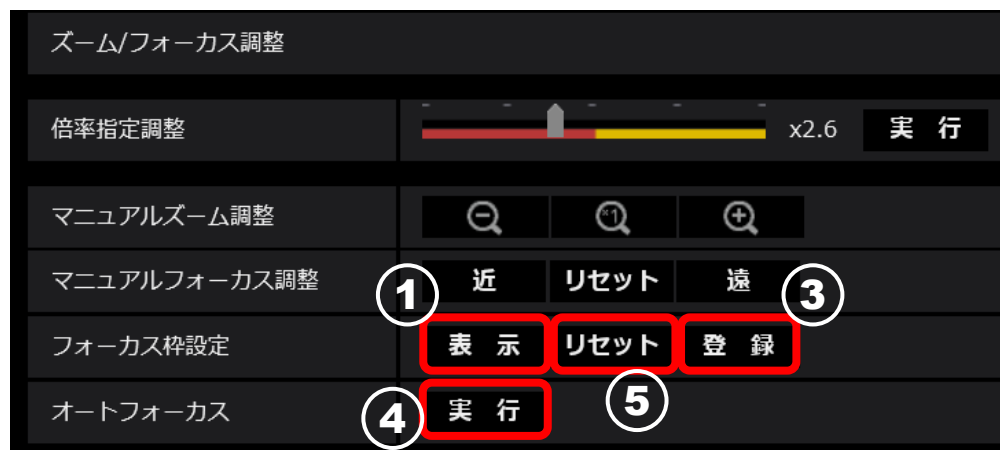 ズーム/フォーカス調整
倍率指定調整 x2.6 実 行
マニュアルズーム調整 ×1
マニュアルフォーカス調整 1 近 リセット 遠 3
フォーカス枠設定 表 示 リセット 登 録
オートフォーカス 4 実 行 5